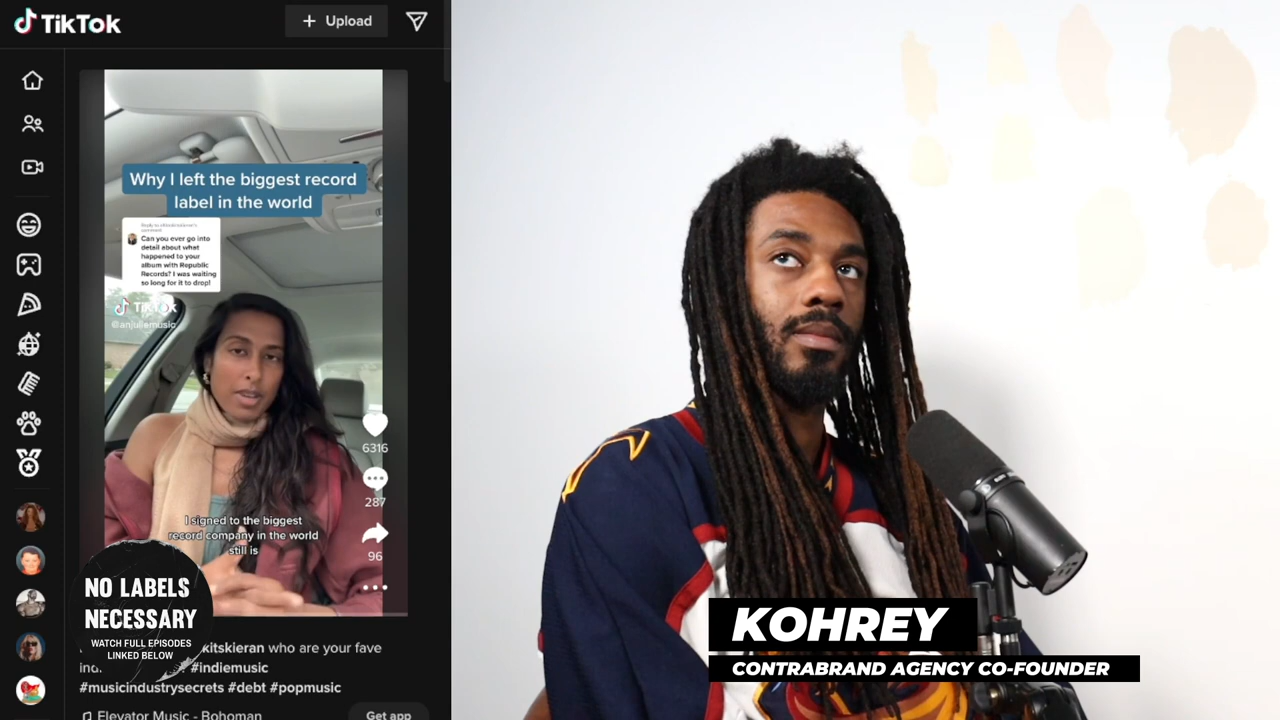 TikTok
+ Upload
Why I left the biggest record
label in the world
Can you ever go into
detail about what
happened to your
album with Republic
Records? I was waiting
so long for it to drop!
TikTok
@anjuliemusic
6316
287
96
I signed to the biggest
record company in the world
still is
NO LABELS
NECESSARY
WATCH FULL EPISODES
LINKED BELOW
kitskieran who are your fave
#indiemusic
#musicindustrysecrets #debt #popmusic
Elevator Music - Bohoman
Get app
KOHREY
CONTRABRAND AGENCY CO-FOUNDER